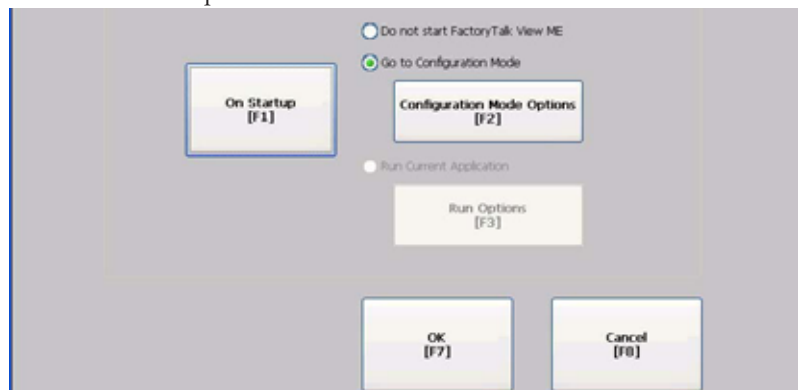 Do not start FactoryTalk View ME
Go to Configuration Mode
On Startup
[F1]
Configuration Mode Options
[F2]
Run Current Application
Run Options
[F3]
OK
[F7]
Cancel
[F8]